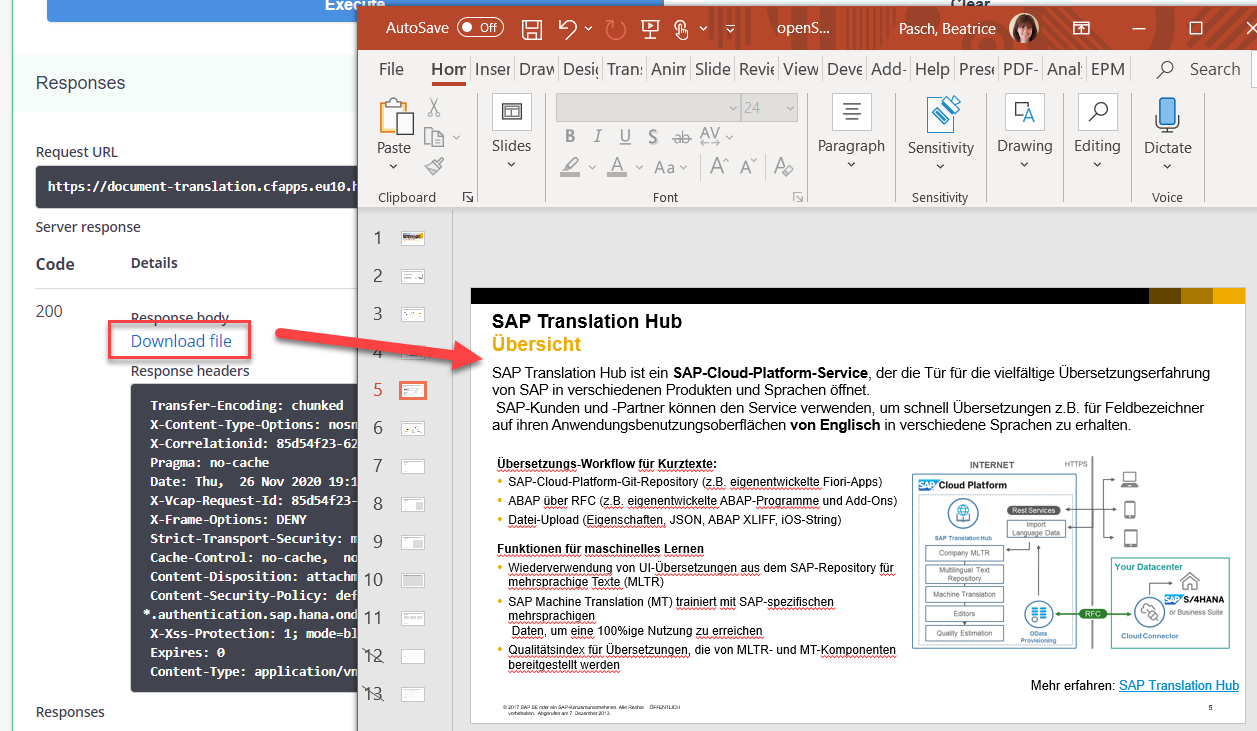 Execute
Clear
Responses
Request URL
https://document-translation.cfapps.eu10.h
Server response
Code
Details
200
Response body
Download file
Response headers
Transfer-Encoding: chunked
X-Content-Type-Options: nosn
X-Correlationid: 85d54f23-62
Pragma: no-cache
Date: Thu,  26 Nov 2020 19:1
X-Vcap-Request-Id: 85d54f23-
X-Frame-Options: DENY
Strict-Transport-Security: m
Cache-Control: no-cache,  no
Content-Disposition: attachm
Content-Security-Policy: def
*.authentication.sap.hana.ond
X-Xss-Protection: 1; mode=bl
Expires: 0
Content-Type: application/vn
Responses
AutoSave Off
openS...
Pasch, Beatrice
File Hom Inser Draw Desig Trans Anim Slide Revie View Deve Add- Help Prese PDF- Anal EPM Search
Paste
Clipboard
Slides
24
B I U S ab AV
A Aa A A A
Font
Paragraph
Sensitivity
Sensitivity
Drawing
Editing
Dictate
Voice
1
2
3
4
5
6
7
8
9
10
11
12
13
SAP Translation Hub
Übersicht
SAP Translation Hub ist ein SAP-Cloud-Platform-Service, der die Tür für die vielfältige Übersetzungserfahrung
von SAP in verschiedenen Produkten und Sprachen öffnet.
SAP-Kunden und -Partner können den Service verwenden, um schnell Übersetzungen z.B. für Feldbezeichner
auf ihren Anwendungsbenutzungsoberflächen von Englisch in verschiedene Sprachen zu erhalten.
Übersetzungs-Workflow für Kurztexte:
• SAP-Cloud-Platform-Git-Repository (z.B. eigenentwickelte Fiori-Apps)
• ABAP über RFC (z.B. eigenentwickelte ABAP-Programme und Add-Ons)
• Datei-Upload (Eigenschaften, JSON, ABAP XLIFF, iOS-String)
Funktionen für maschinelles Lernen
• Wiederverwendung von UI-Übersetzungen aus dem SAP-Repository für
mehrsprachige Texte (MLTR)
• SAP Machine Translation (MT) trainiert mit SAP-spezifischen
mehrsprachigen
Daten, um eine 100%ige Nutzung zu erreichen
• Qualitätsindex für Übersetzungen, die von MLTR- und MT-Komponenten
bereitgestellt werden
INTERNET
HTTPS
SAP Cloud Platform
SAP Translation Hub
Rest Services
Import
Language Data
Company MLTR
Multilingual Text
Repository
Machine Translation
Editors
Quality Estimation
OData
Provisioning
RFC
Your Datacenter
SAP S/4HANA
or Business Suite
Cloud Connector
Mehr erfahren: SAP Translation Hub
© 2017 SAP SE oder ein SAP-Konzernunternehmen. Alle Rechte ÖFFENTLICH
vorbehalten. Abgerufen am 7. Dezember 2013.
5